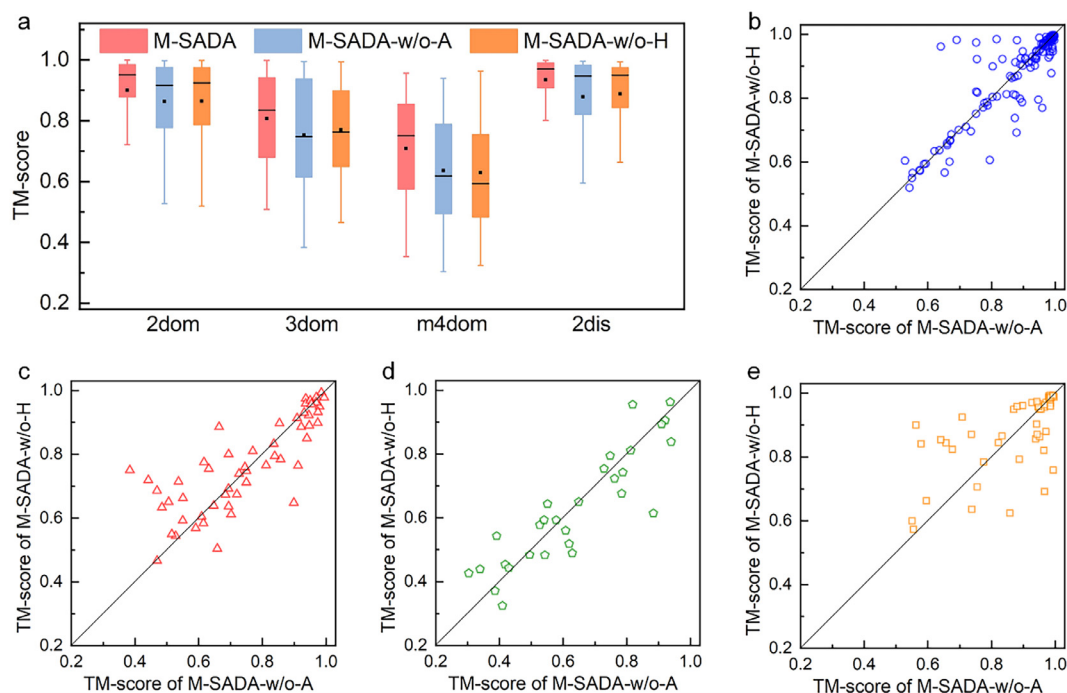 a
M-SADA M-SADA-w/o-A M-SADA-w/o-H
TM-score
1.0
0.8
0.6
0.4
0.2
2dom 3dom m4dom 2dis
b
TM-score of M-SADA-w/o-H
1.0
0.8
0.6
0.4
0.2
0.2 0.4 0.6 0.8 1.0
TM-score of M-SADA-w/o-A
c
TM-score of M-SADA-w/o-H
1.0
0.8
0.6
0.4
0.2
0.2 0.4 0.6 0.8 1.0
TM-score of M-SADA-w/o-A
d
TM-score of M-SADA-w/o-H
1.0
0.8
0.6
0.4
0.2
0.2 0.4 0.6 0.8 1.0
TM-score of M-SADA-w/o-A
e
TM-score of M-SADA-w/o-H
1.0
0.8
0.6
0.4
0.2
0.2 0.4 0.6 0.8 1.0
TM-score of M-SADA-w/o-A